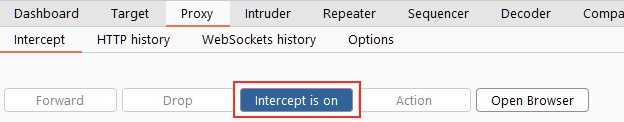 Dashboard Target Proxy Intruder Repeater Sequencer Decoder Compa
Intercept HTTP history WebSockets history Options
Forward Drop Intercept is on Action Open Browser